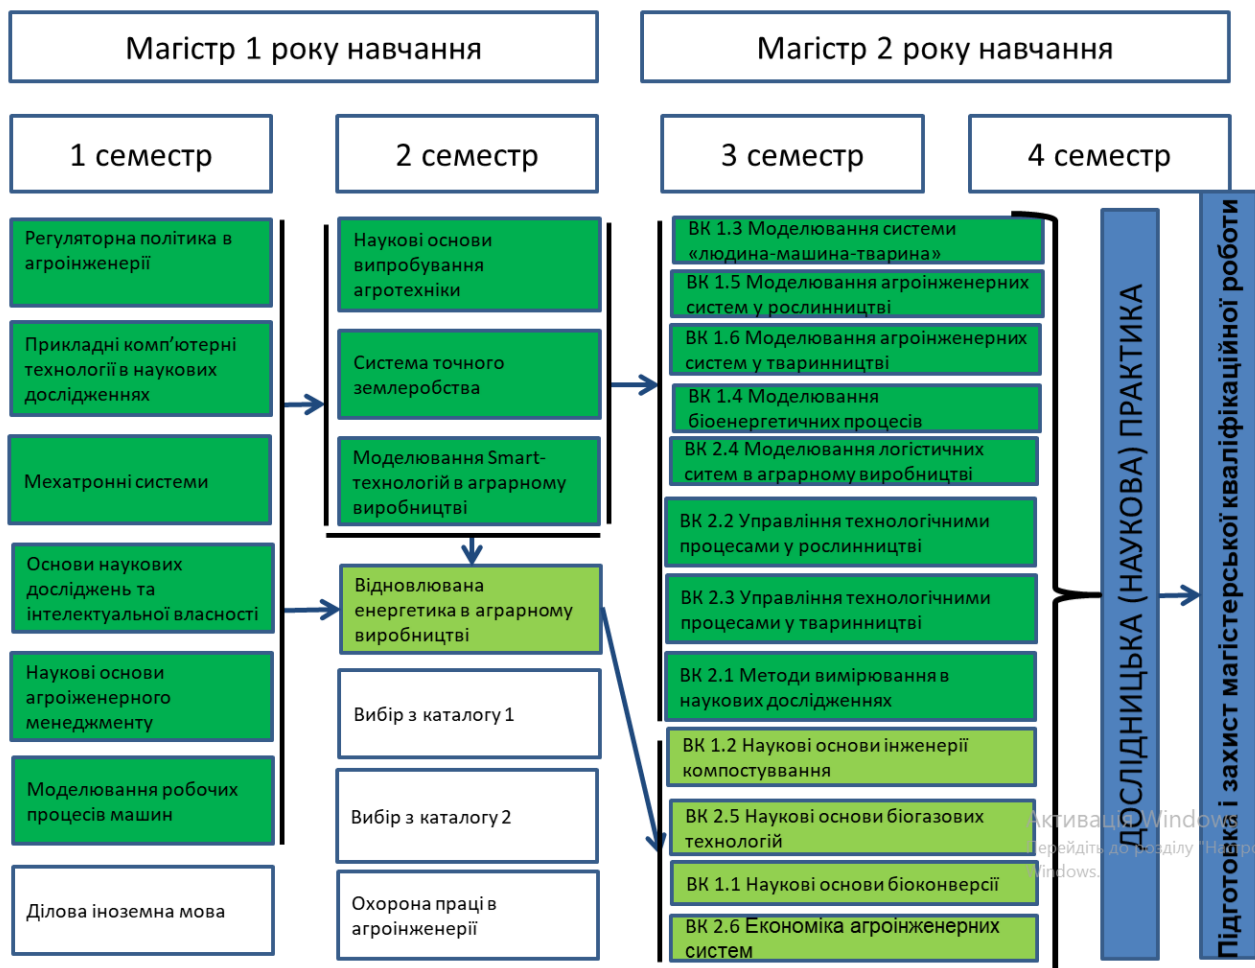 Магістр 1 року навчання
Магістр 2 року навчання
1 семестр
2 семестр
3 семестр
4 семестр
Регуляторна політика в
агроінженерії
Прикладні комп’ютерні
технології в наукових
дослідженнях
Мехатронні системи
Основи наукових
досліджень та
інтелектуальної власності
Наукові основи
агроіженерного
менеджменту
Моделювання робочих
процесів машин
Ділова іноземна мова
Наукові основи
випробування
агротехніки
Система точного
землеробства
Моделювання Smart-
технологій в аграрному
виробництві
Відновлювана
енергетика в аграрному
виробництві
Вибір з каталогу 1
Вибір з каталогу 2
Охорона праці в
агроінженерії
ВК 1.3 Моделювання системи
«людина-машина-тварина»
ВК 1.5 Моделювання агроінженерних
систем у рослинництві
ВК 1.6 Моделювання агроінженерних
систем у тваринництві
ВК 1.4 Моделювання
біоенергетичних процесів
ВК 2.4 Моделювання логістичних
ситем в аграрному виробництві
ВК 2.2 Управління технологічними
процесами у рослинництві
ВК 2.3 Управління технологічними
процесами у тваринництві
ВК 2.1 Методи вимірювання в
наукових дослідженнях
ВК 1.2 Наукові основи інженерії
компостуввання
ВК 2.5 Наукові основи біогазових
технологій
ВК 1.1 Наукові основи біоконверсії
ВК 2.6 Економіка агроінженерних
систем
ДОСЛІДНИЦЬКА (НАУКОВА) ПРАКТИКА
Підготовка і захист магістерської кваліфікаційної роботи
Активація Windows
Перейдіть до розділу "Настро
Windows.